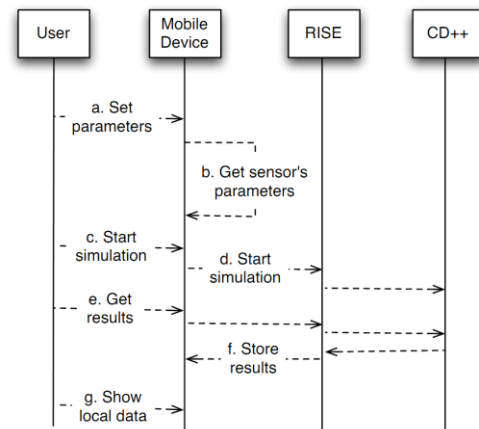 User
Mobile
Device
RISE
CD++
a. Set
parameters
b. Get sensor's
parameters
c. Start
simulation
d. Start
simulation
e. Get
results
f. Store
results
g. Show
local data